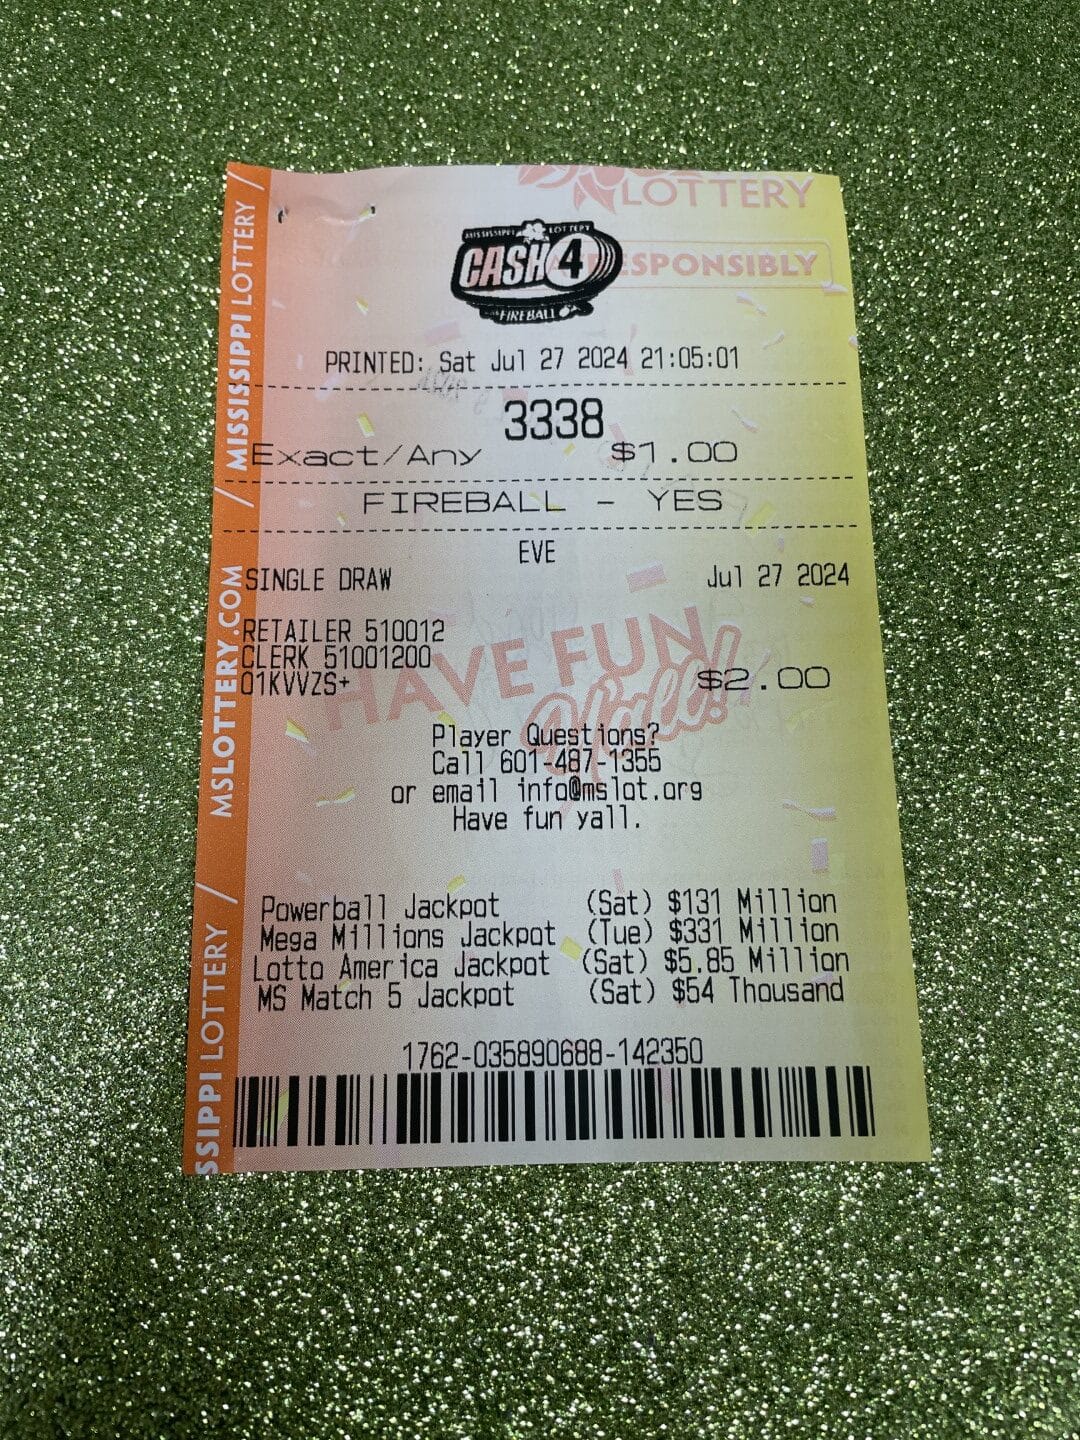 LOTTERY
MISSISSIPPI LOTTERY
CASH 4
FIREBALL
RESPONSIBLY
PRINTED: Sat Jul 27 2024 21:05:01
3338
Exact/Any $1.00
FIREBALL - YES
EVE
SINGLE DRAW Jul 27 2024
RETAILER 510012
CLERK 51001200
01KVVZS+ $2.00
HAVE FUN
Y'all!
Player Questions?
Call 601-487-1355
or email info@mslot.org
Have fun yall.
Powerball Jackpot (Sat) $131 Million
Mega Millions Jackpot (Tue) $331 Million
Lotto America Jackpot (Sat) $5.85 Million
MS Match 5 Jackpot (Sat) $54 Thousand
1762-035890688-142350
SSIPPI LOTTERY / MSLOTTERY.COM / MISSISSIPPI LOTTERY /